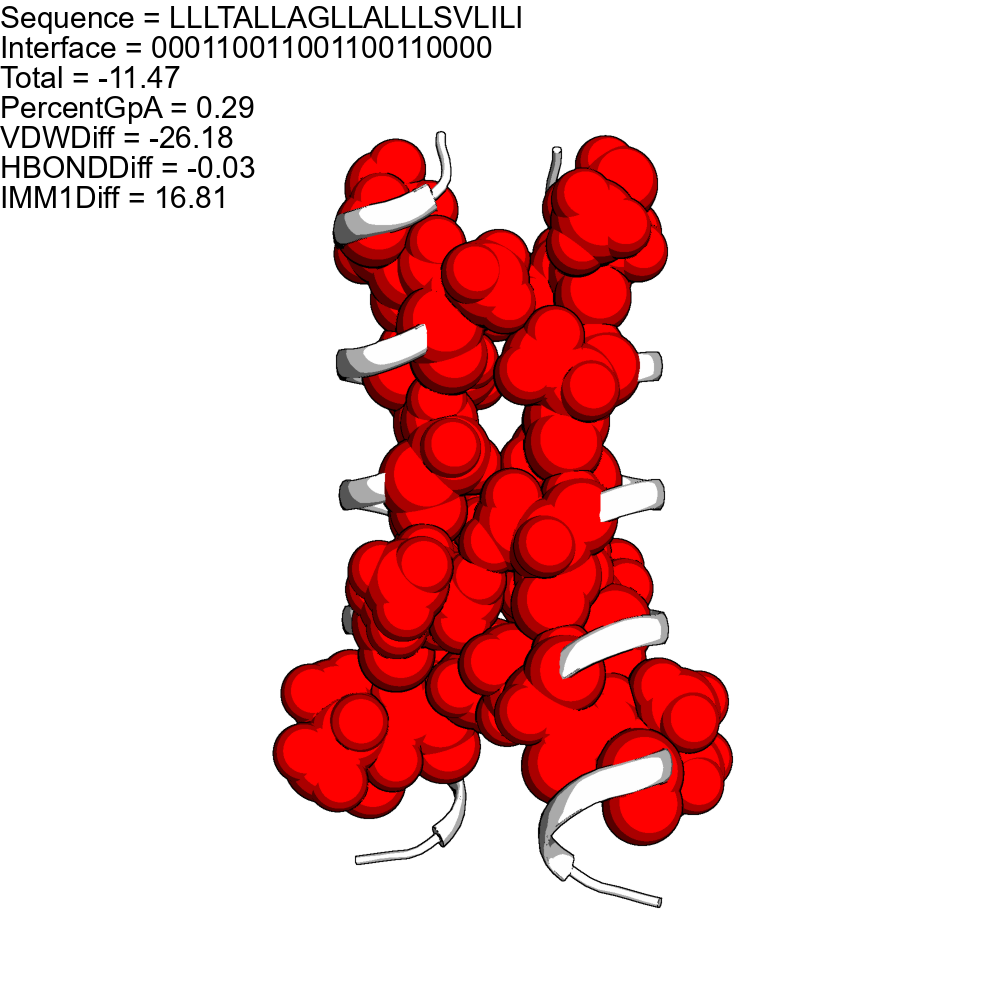 Sequence = LLLTALLAGLLALLLSVLILI
Interface = 000110011001100110000
Total = -11.47
PercentGpA = 0.29
VDWDiff = -26.18
HBONDDiff = -0.03
IMM1Diff = 16.81